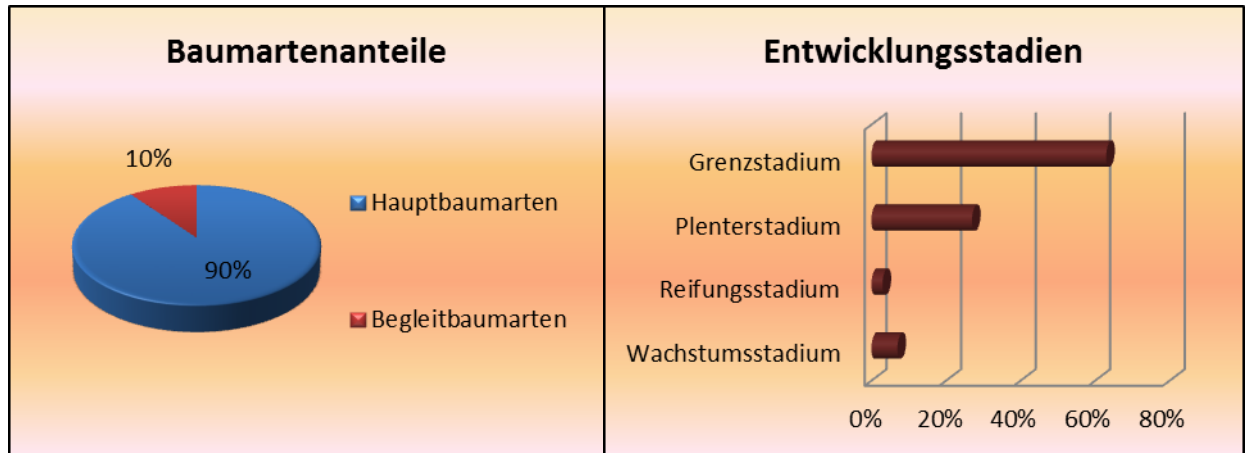 Baumartenanteile
10%
90%
Hauptbaumarten
Begleitbaumarten
Entwicklungsstadien
Grenzstadium
Plenterstadium
Reifungsstadium
Wachstumsstadium
0% 20% 40% 60% 80%